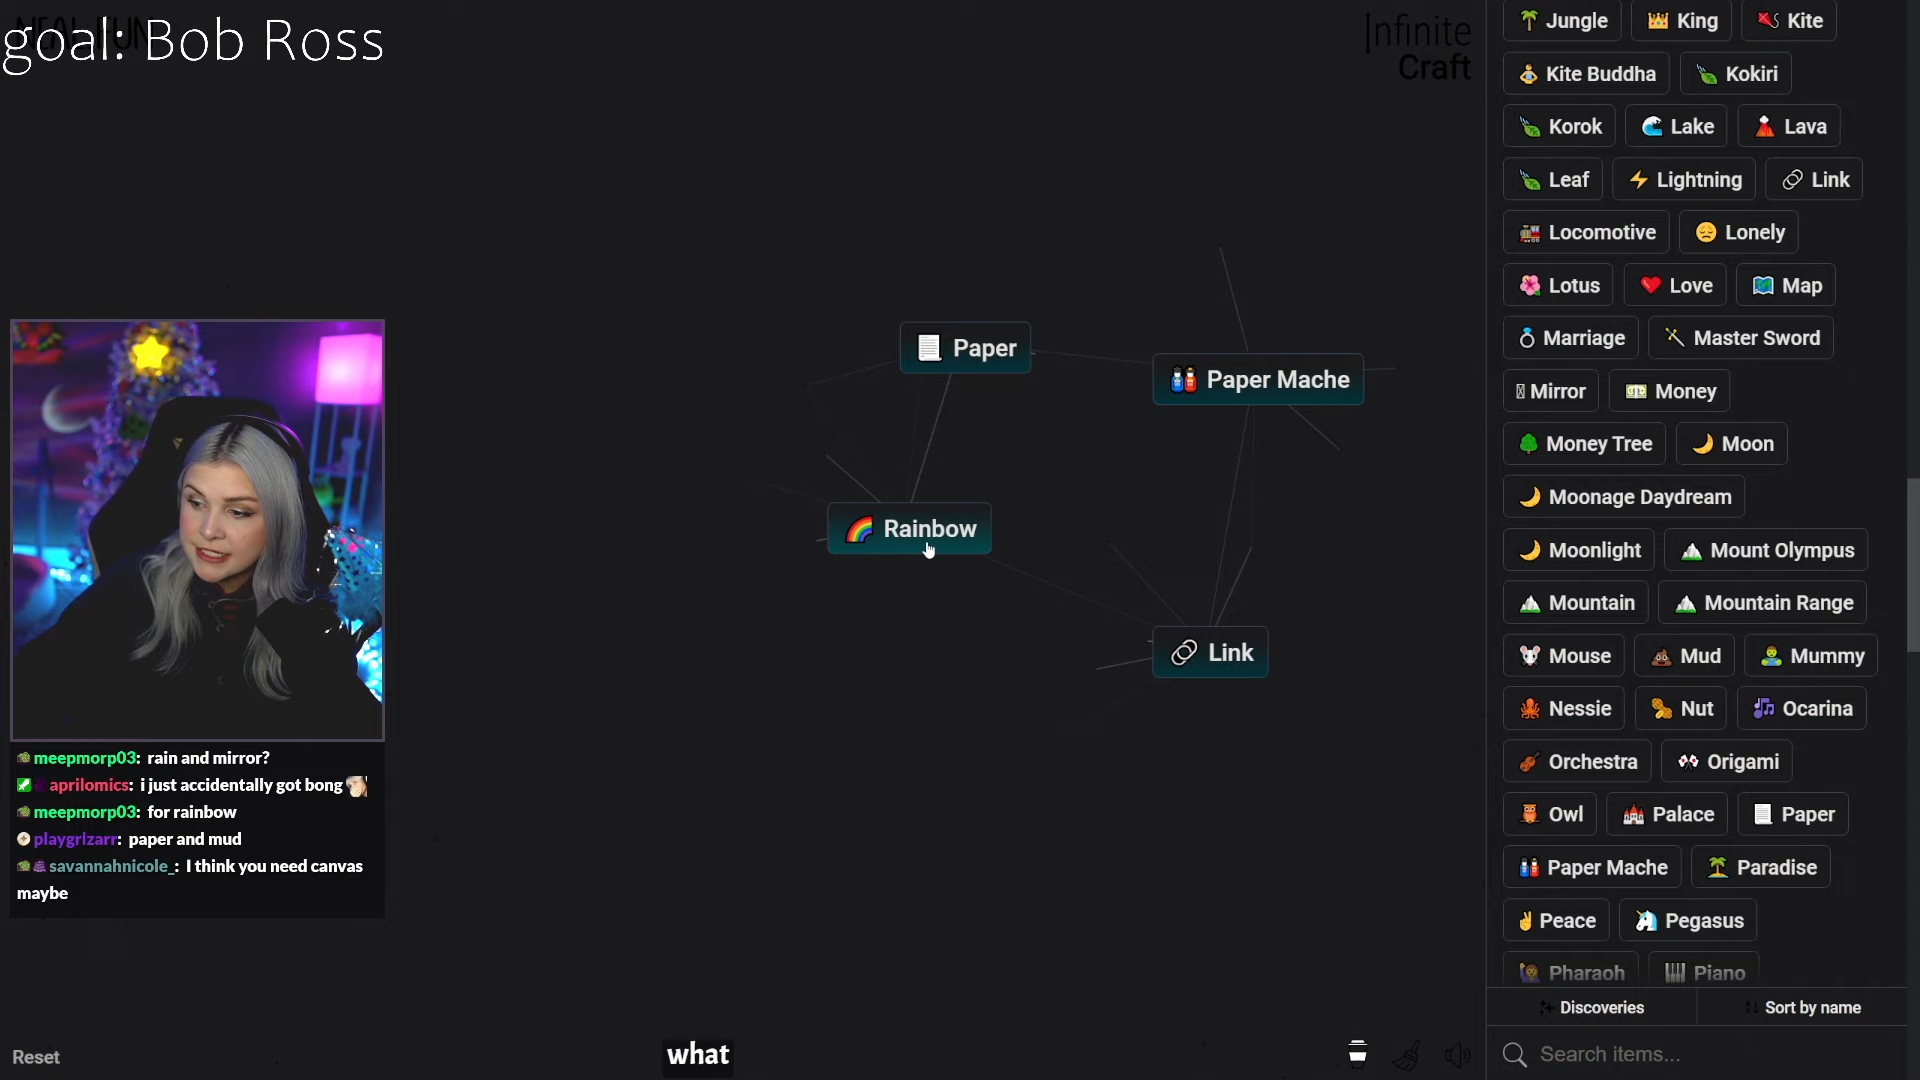 NEAL.FUN
goal: Bob Ross
Infinite
Craft
Paper
Paper Mache
Rainbow
Link
meepmorp03: rain and mirror?
aprilomics: i just accidentally got bong
meepmorp03: for rainbow
playgrlzarr: paper and mud
savannahnicole_: I think you need canvas
maybe
Reset
what
Jungle King Kite
Kite Buddha Kokiri
Korok Lake Lava
Leaf Lightning Link
Locomotive Lonely
Lotus Love Map
Marriage Master Sword
Mirror Money
Money Tree Moon
Moonage Daydream
Moonlight Mount Olympus
Mountain Mountain Range
Mouse Mud Mummy
Nessie Nut Ocarina
Orchestra Origami
Owl Palace Paper
Paper Mache Paradise
Peace Pegasus
Pharaoh Piano
Discoveries Sort by name
Search items...